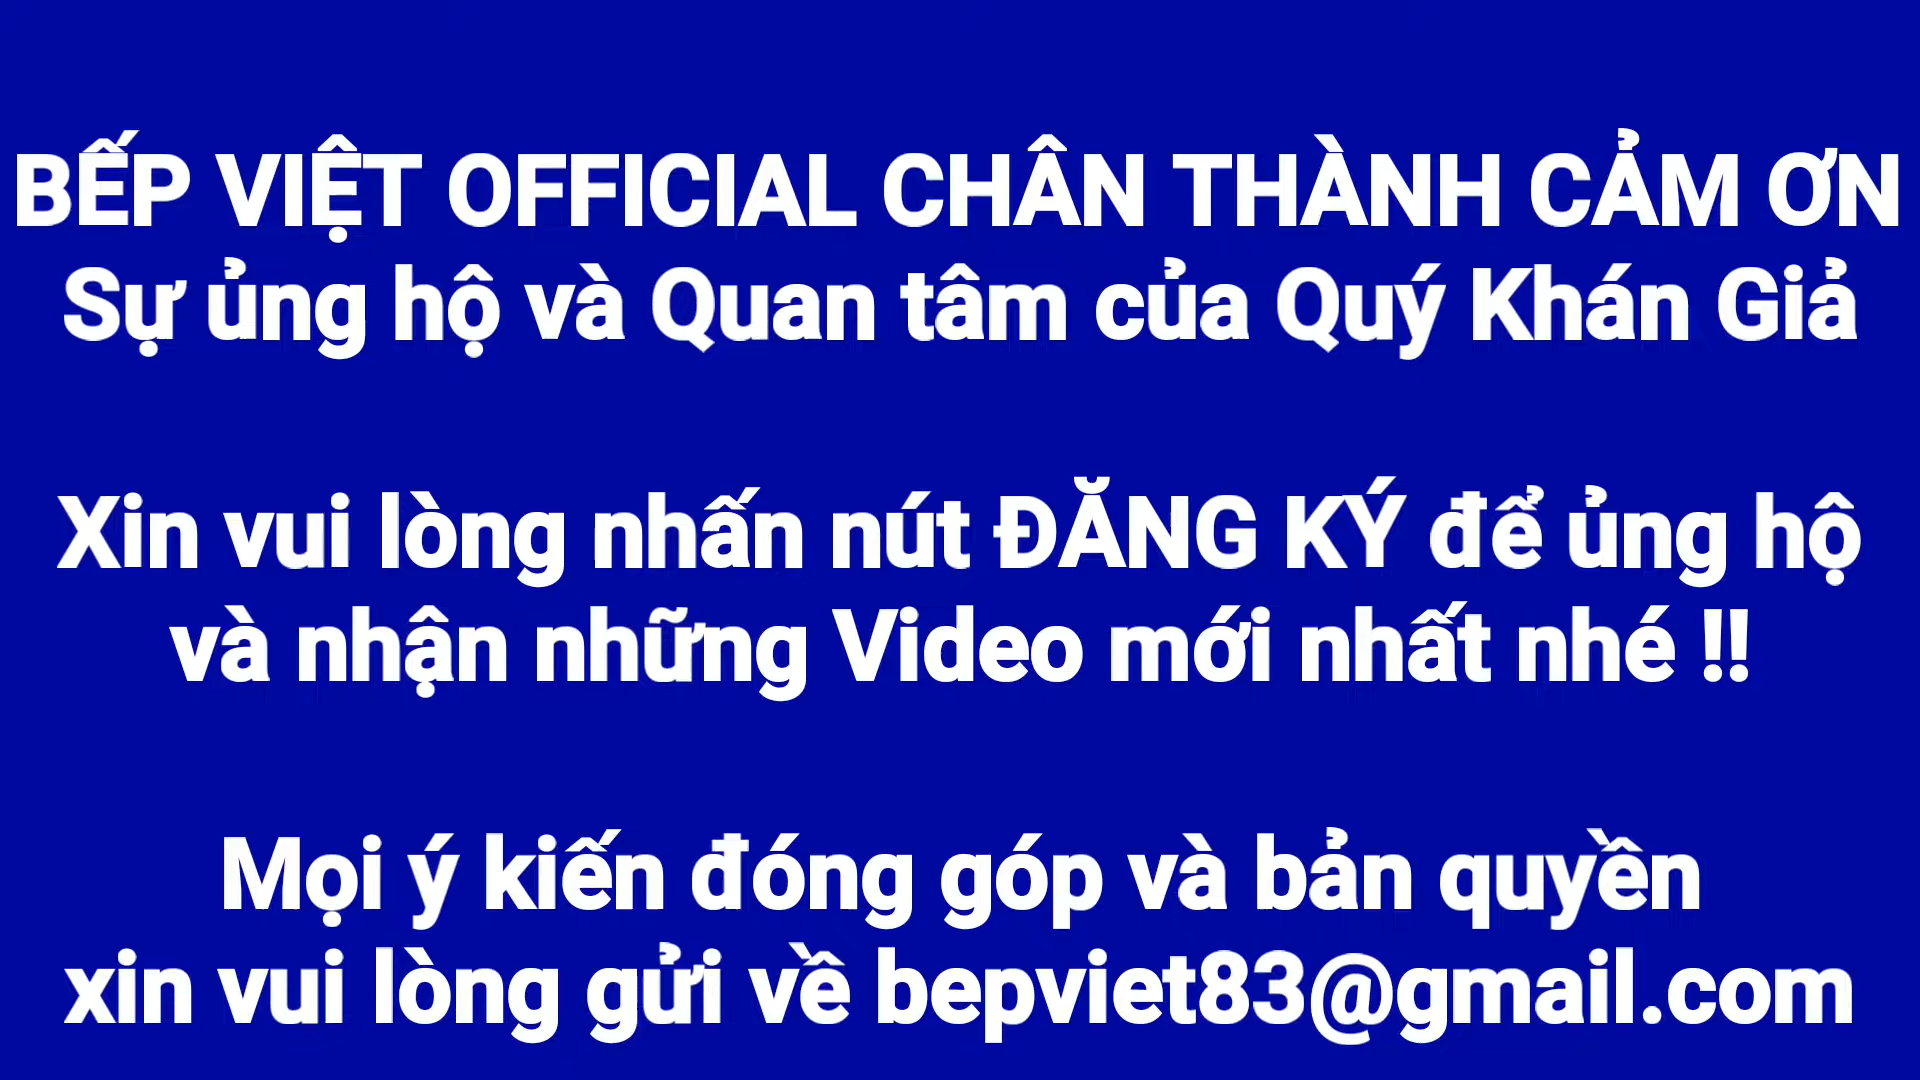 BẾP VIỆT OFFICIAL CHÂN THÀNH CẢM ƠN
Sự ủng hộ và Quan tâm của Quý Khán Giả
Xin vui lòng nhấn nút ĐĂNG KÝ để ủng hộ
và nhận những Video mới nhất nhé !!
Mọi ý kiến đóng góp và bản quyền
xin vui lòng gửi về bepviet83@gmail.com